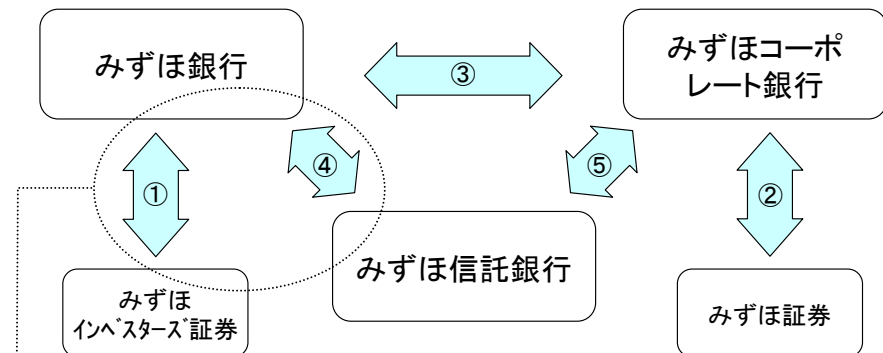 みずほ銀行
みずほコーポ
レート銀行
③
④
⑤
①
②
みずほ信託銀行
みずほ
インベスターズ証券
みずほ証券